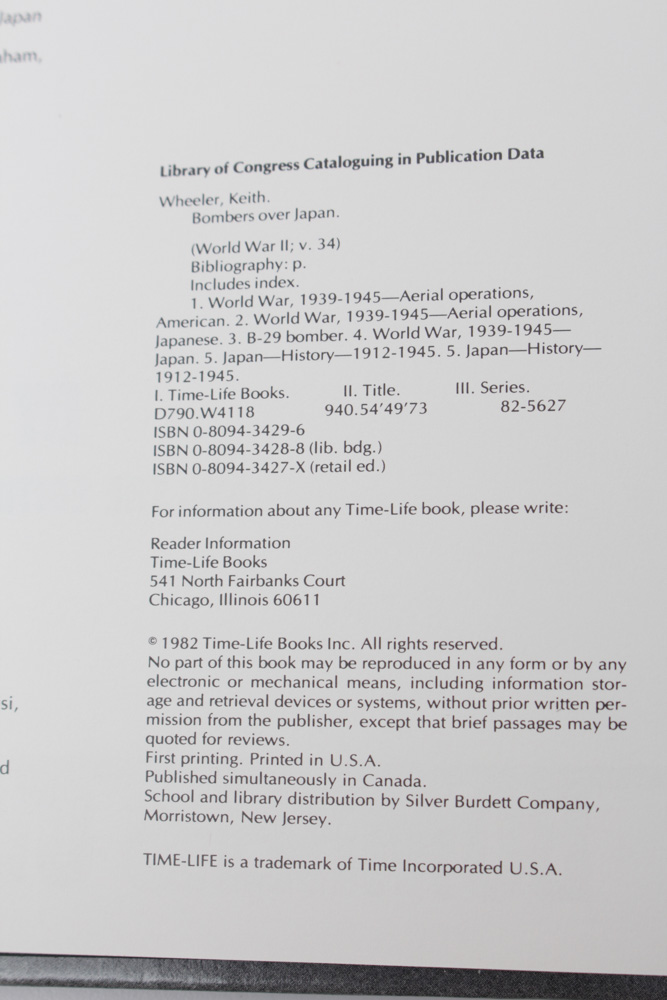 Japan
ham,
Library of Congress Cataloguing in Publication Data
Wheeler, Keith.
Bombers over Japan.
(World War II; v. 34)
Bibliography: p.
Includes index.
1. World War, 1939-1945—Aerial operations,
American. 2. World War, 1939-1945—Aerial operations,
Japanese. 3. B-29 bomber. 4. World War, 1939-1945—
Japan. 5. Japan—History—1912-1945. 5. Japan—History—
1912-1945.
I. Time-Life Books. II. Title. III. Series.
D790.W4118 940.54'49'73 82-5627
ISBN 0-8094-3429-6
ISBN 0-8094-3428-8 (lib. bdg.)
ISBN 0-8094-3427-X (retail ed.)
For information about any Time-Life book, please write:
Reader Information
Time-Life Books
541 North Fairbanks Court
Chicago, Illinois 60611
© 1982 Time-Life Books Inc. All rights reserved.
No part of this book may be reproduced in any form or by any
electronic or mechanical means, including information stor-
age and retrieval devices or systems, without prior written per-
mission from the publisher, except that brief passages may be
quoted for reviews.
First printing. Printed in U.S.A.
Published simultaneously in Canada.
School and library distribution by Silver Burdett Company,
Morristown, New Jersey.
TIME-LIFE is a trademark of Time Incorporated U.S.A.
si,
d